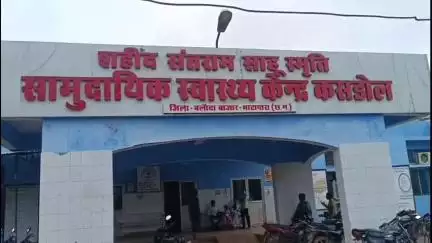 शहीद संतराम साहू स्मृति
सामुदायिक स्वास्थ्य केन्द्र कसडोल
जिला-बलौदा बाजार-भाटापारा (छ.ग.)